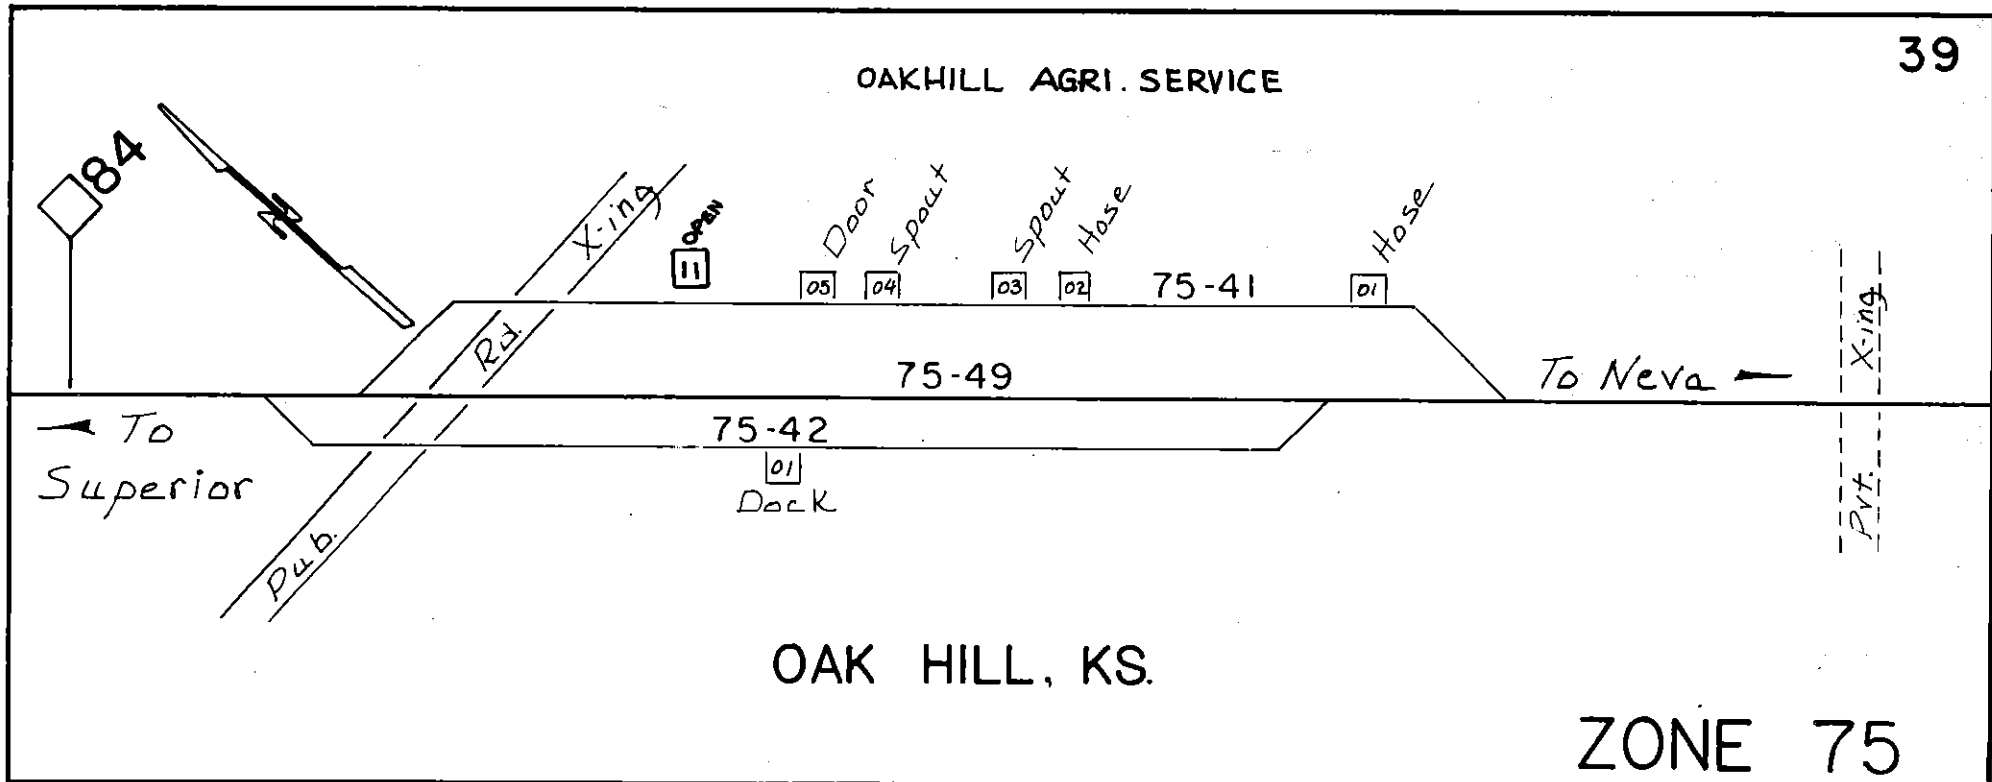 39
OAKHILL AGRI. SERVICE
84
N
Pub. Rd. X-ing
OPEN
11
Door
05
Spout
04
Spout
03
Hose
02
75-41
Hose
01
75-49
To Neva
Pvt. X-ing
To
Superior
75-42
01
Dock
OAK HILL, KS.
ZONE 75